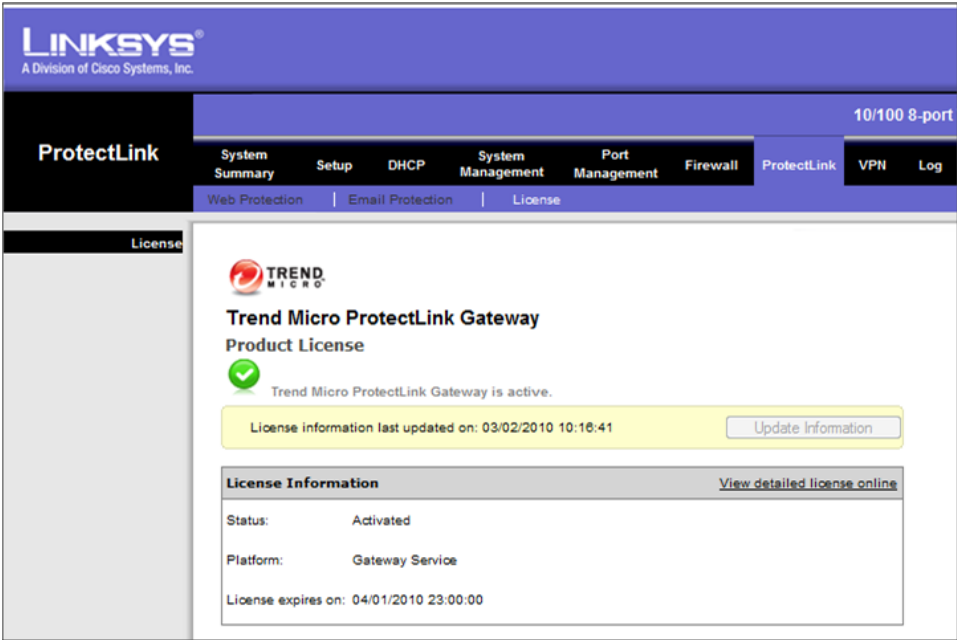 LINKSYS®
A Division of Cisco Systems, Inc.
10/100 8-port
ProtectLink
System Summary
Setup
DHCP
System Management
Port Management
Firewall
ProtectLink
VPN
Log
Web Protection | Email Protection | License
License
TREND MICRO
Trend Micro ProtectLink Gateway
Product License
Trend Micro ProtectLink Gateway is active.
License information last updated on: 03/02/2010 10:16:41 Update Information
License Information View detailed license online
Status: Activated
Platform: Gateway Service
License expires on: 04/01/2010 23:00:00